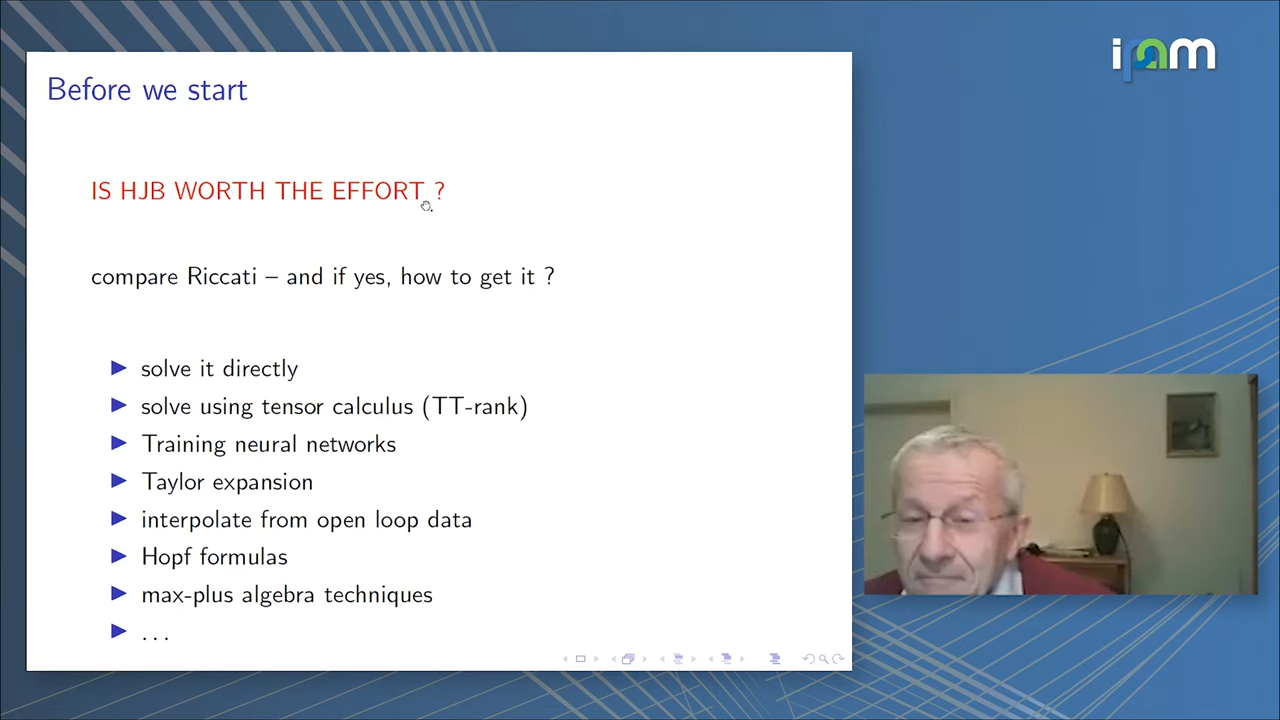 ipam
Before we start
IS HJB WORTH THE EFFORT ?
compare Riccati – and if yes, how to get it ?
solve it directly
solve using tensor calculus (TT-rank)
Training neural networks
Taylor expansion
interpolate from open loop data
Hopf formulas
max-plus algebra techniques
...